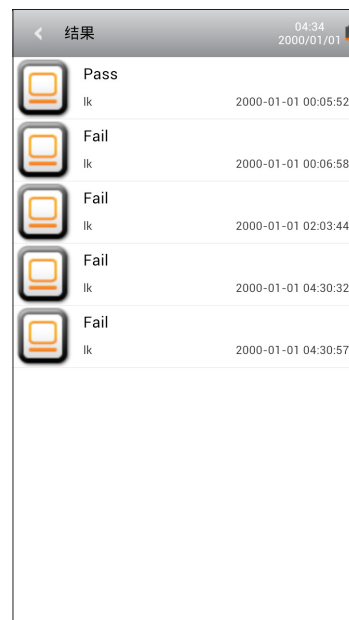 结果
04:34
2000/01/01
Pass
lk 2000-01-01 00:05:52
Fail
lk 2000-01-01 00:06:58
Fail
lk 2000-01-01 02:03:44
Fail
lk 2000-01-01 04:30:32
Fail
lk 2000-01-01 04:30:57